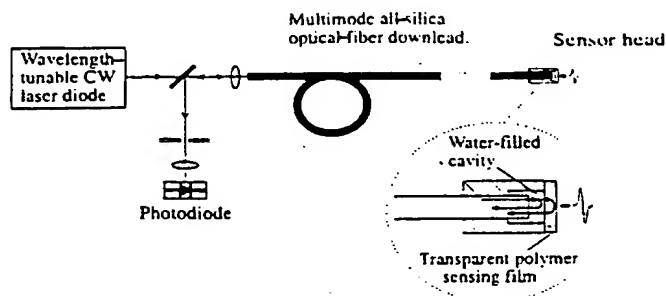 Multimode all-silica
optical-fiber downlead.
Sensor head
Wavelength-
tunable CW
laser diode
Photodiode
Water-filled
cavity
Transparent polymer
sensing film